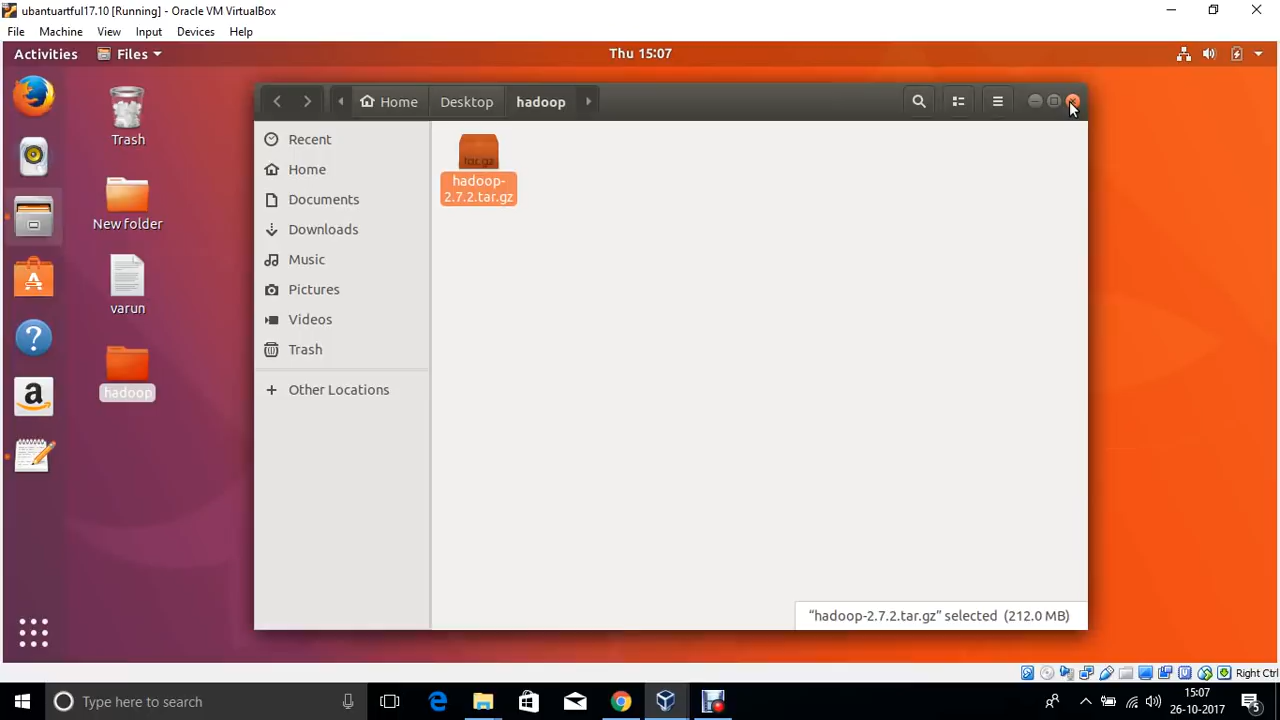 ubantuartful17.10 [Running] - Oracle VM VirtualBox
File Machine View Input Devices Help
Activities Files Thu 15:07
Home Desktop hadoop
Trash
New folder
varun
hadoop
Recent
Home
Documents
Downloads
Music
Pictures
Videos
Trash
+ Other Locations
tar.gz
hadoop-
2.7.2.tar.gz
“hadoop-2.7.2.tar.gz” selected (212.0 MB)
Right Ctrl
Type here to search
15:07
26-10-2017
5